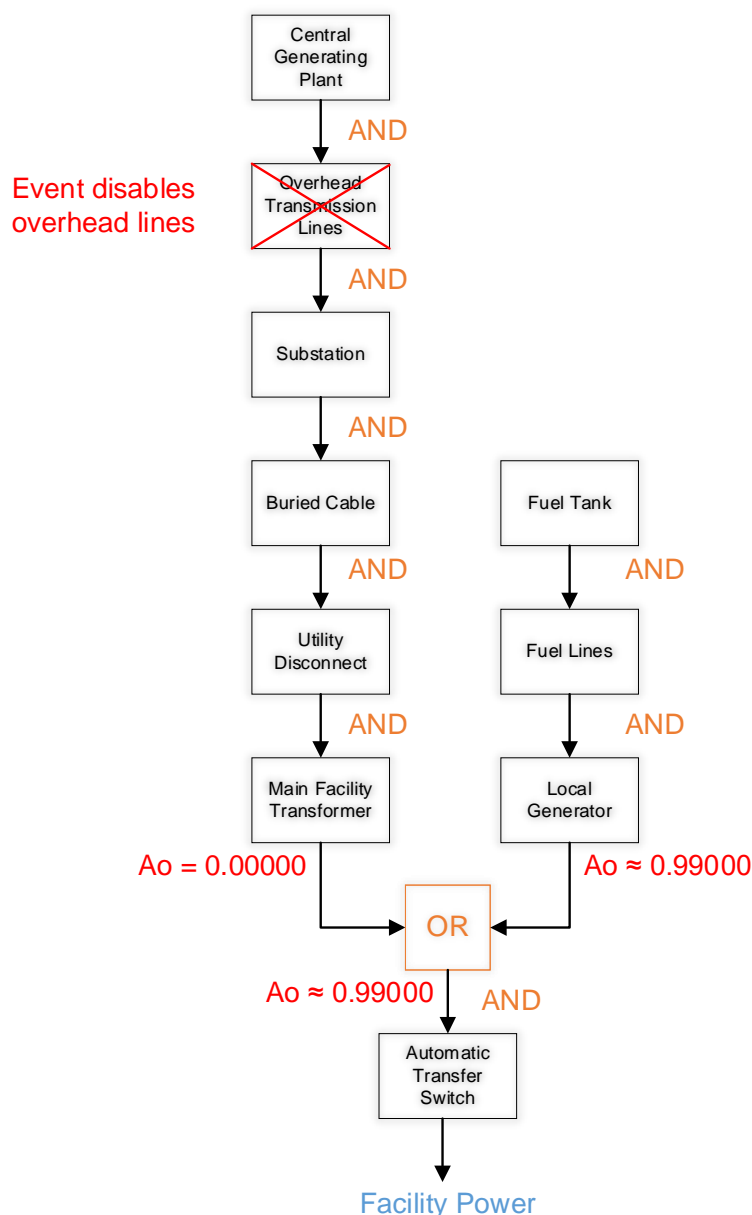 Central
Generating
Plant
AND
Event disables
overhead lines
Overhead
Transmission
Lines
AND
Substation
AND
Buried Cable
Fuel Tank
AND
AND
Utility
Disconnect
Fuel Lines
AND
AND
Main Facility
Transformer
Local
Generator
Ao = 0.00000
Ao ≈ 0.99000
OR
Ao ≈ 0.99000
AND
Automatic
Transfer
Switch
Facility Power